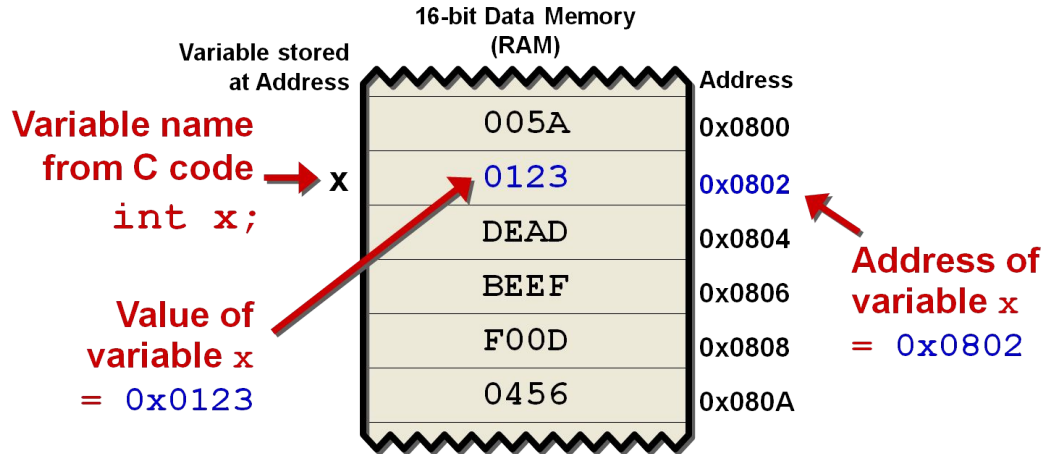 16-bit Data Memory
(RAM)
Variable stored
at Address
Address
005A
0x0800
Variable name
from C code
int x;
x
0123
0x0802
DEAD
0x0804
BEEF
0x0806
F00D
0x0808
0456
0x080A
Value of
variable x
= 0x0123
Address of
variable x
= 0x0802